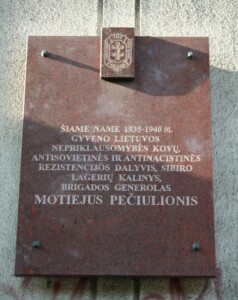 ŠIAME NAME 1935-1940 m.
GYVENO LIETUVOS
NEPRIKLAUSOMYBĖS KOVŲ,
ANTISOVIETINĖS IR ANTINACISTINĖS
REZISTENCIJOS DALYVIS, SIBIRO
LAGERIŲ KALINYS,
BRIGADOS GENEROLAS
MOTIEJUS PEČIULIONIS